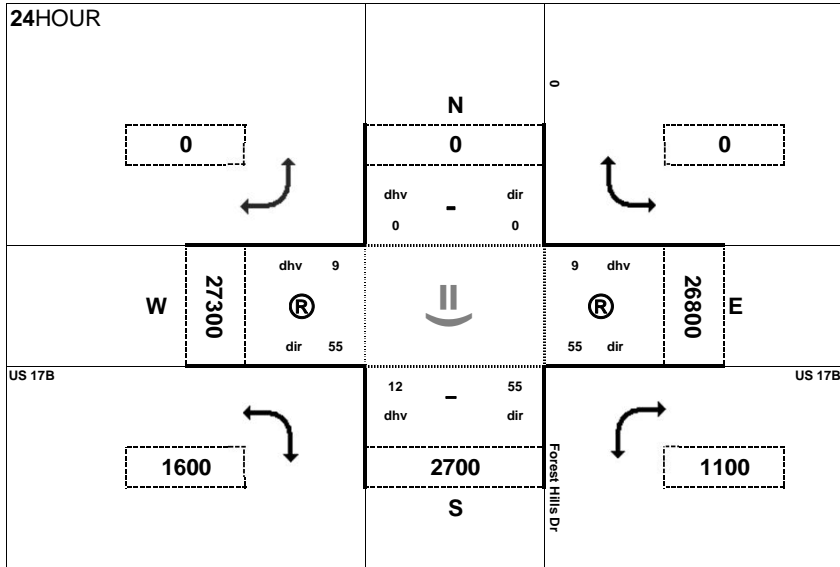 24HOUR
0
N
0
0
0
dhv dir
- 
0 0
dhv 9
9 dhv
W
27300
®
®
26800
E
dir 55
55 dir
US 17B
US 17B
12 55
-
dhv dir
1600
2700
1100
Forest Hills Dr
S